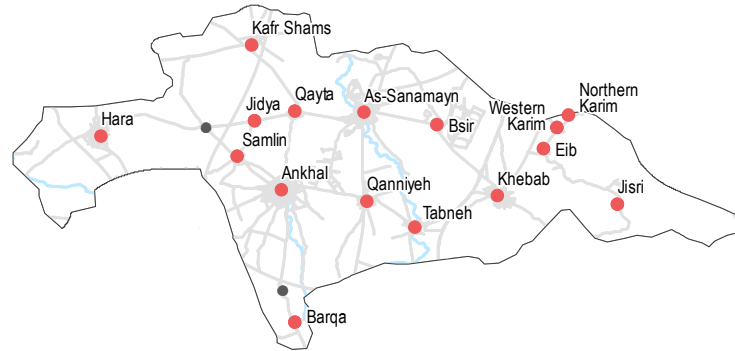 Kafr Shams
Northern
Karim
Hara
Jidya
Qayta
As-Sanamayn
Western
Karim
Bsir
Samlin
Eib
Ankhal
Qanniyeh
Khebab
Jisri
Tabneh
Barqa